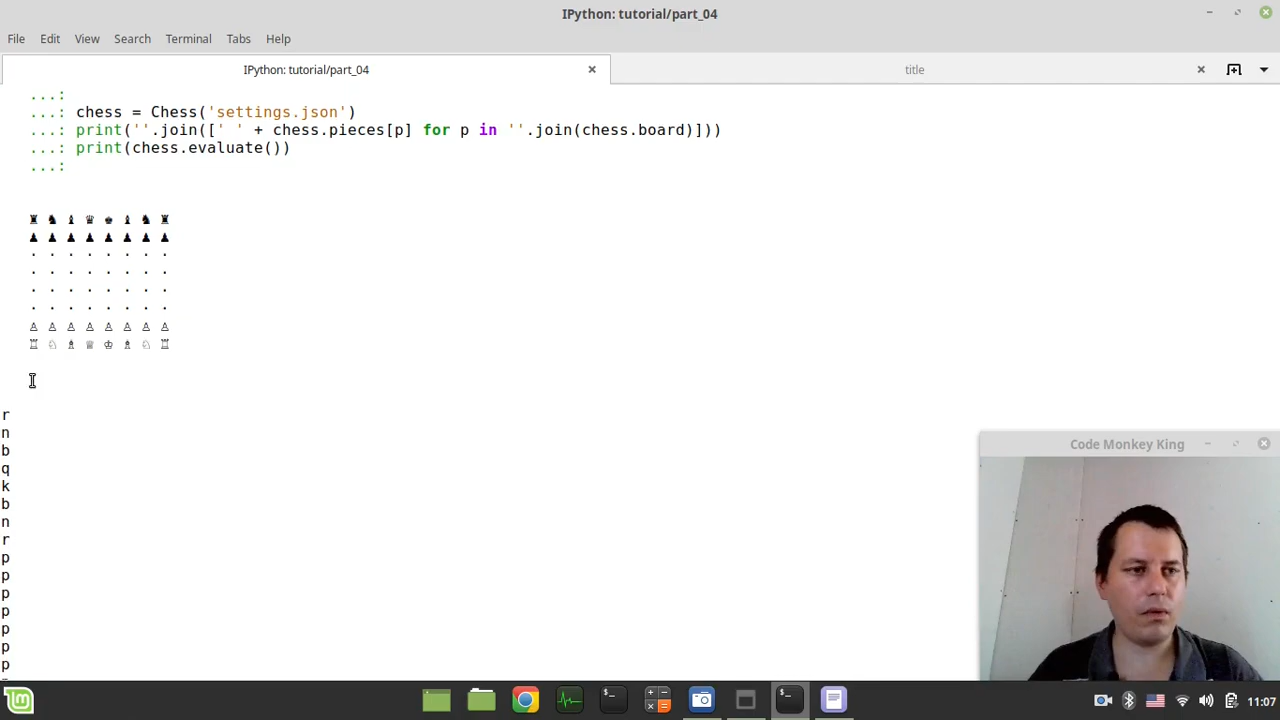 IPython: tutorial/part_04
File Edit View Search Terminal Tabs Help
IPython: tutorial/part_04
title
...:
...: chess = Chess('settings.json')
...: print(''.join([' ' + chess.pieces[p] for p in ''.join(chess.board)]))
...: print(chess.evaluate())
...:
♜ ♞ ♝ ♛ ♚ ♝ ♞ ♜
♟ ♟ ♟ ♟ ♟ ♟ ♟ ♟
. . . . . . . .
. . . . . . . .
. . . . . . . .
. . . . . . . .
♙ ♙ ♙ ♙ ♙ ♙ ♙ ♙
♖ ♘ ♗ ♕ ♔ ♗ ♘ ♖
r
n
b
q
k
b
n
r
p
p
p
p
p
p
p
Code Monkey King
11:07